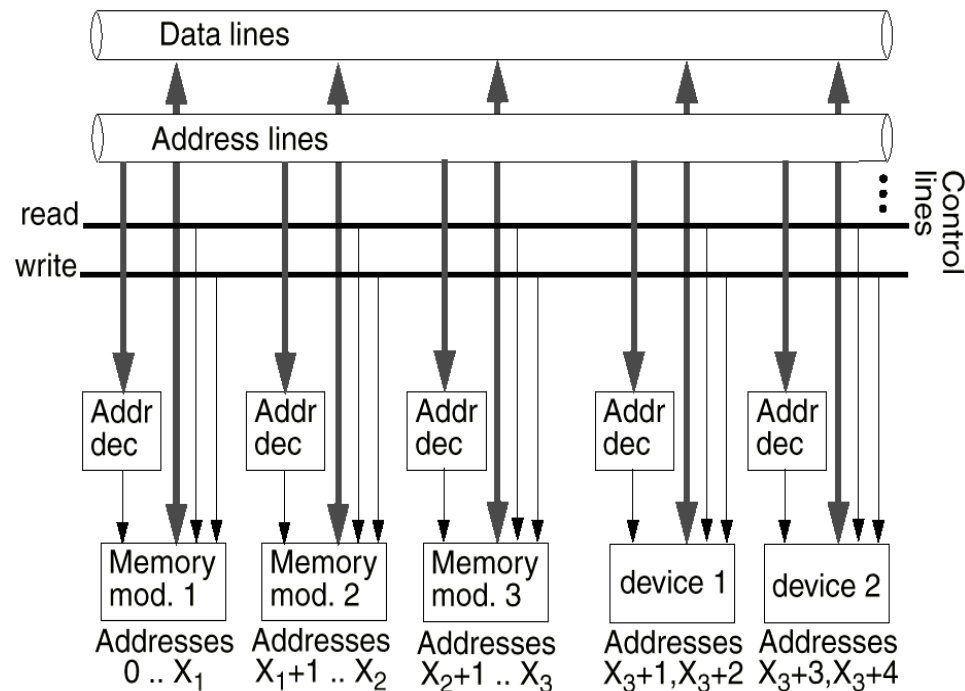 Data lines
Address lines
Control
lines
read
write
Addr
dec
Addr
dec
Addr
dec
Addr
dec
Addr
dec
Memory
mod. 1
Memory
mod. 2
Memory
mod. 3
device 1
device 2
Addresses
0 .. X₁
Addresses
X₁+1 .. X₂
Addresses
X₂+1 .. X₃
Addresses
X₃+1,X₃+2
Addresses
X₃+3,X₃+4